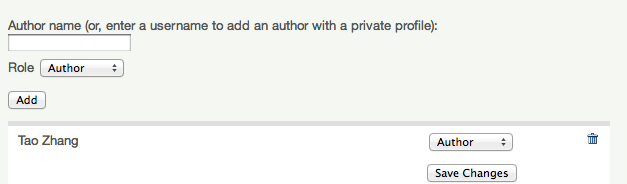 Author name (or, enter a username to add an author with a private profile):
Role Author
Add
Tao Zhang Author
Save Changes